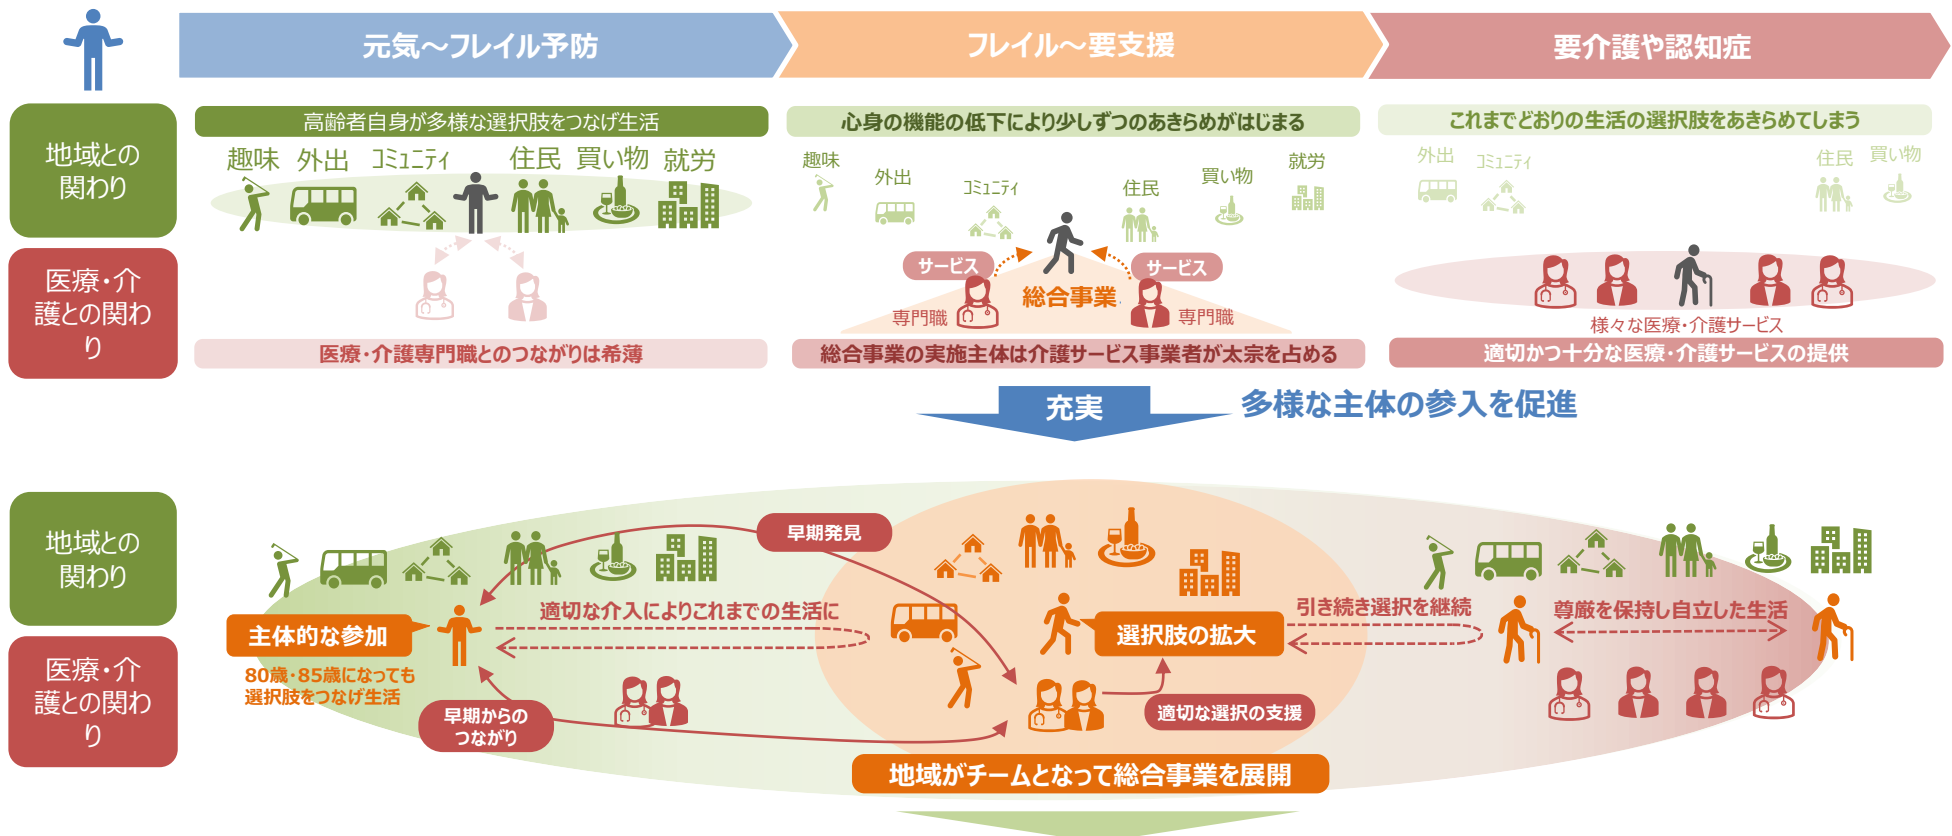 元気～フレイル予防
フレイル～要支援
要介護や認知症
地域との
関わり
高齢者自身が多様な選択肢をつなげ生活
趣味
外出
コミュニティ
住民
買い物
就労
心身の機能の低下により少しずつのあきらめがはじまる
趣味
外出
コミュニティ
住民
買い物
就労
これまでどおりの生活の選択肢をあきらめてしまう
外出
コミュニティ
住民
買い物
医療・介
護との関わ
り
医療・介護専門職とのつながりは希薄
サービス
サービス
総合事業
専門職
専門職
総合事業の実施主体は介護サービス事業者が太宗を占める
様々な医療・介護サービス
適切かつ十分な医療・介護サービスの提供
充実
多様な主体の参入を促進
地域との
関わり
医療・介
護との関わ
り
早期発見
主体的な参加
80歳・85歳になっても
選択肢をつなげ生活
適切な介入によりこれまでの生活に
選択肢の拡大
引き続き選択を継続
尊厳を保持し自立した生活
早期からの
つながり
適切な選択の支援
地域がチームとなって総合事業を展開